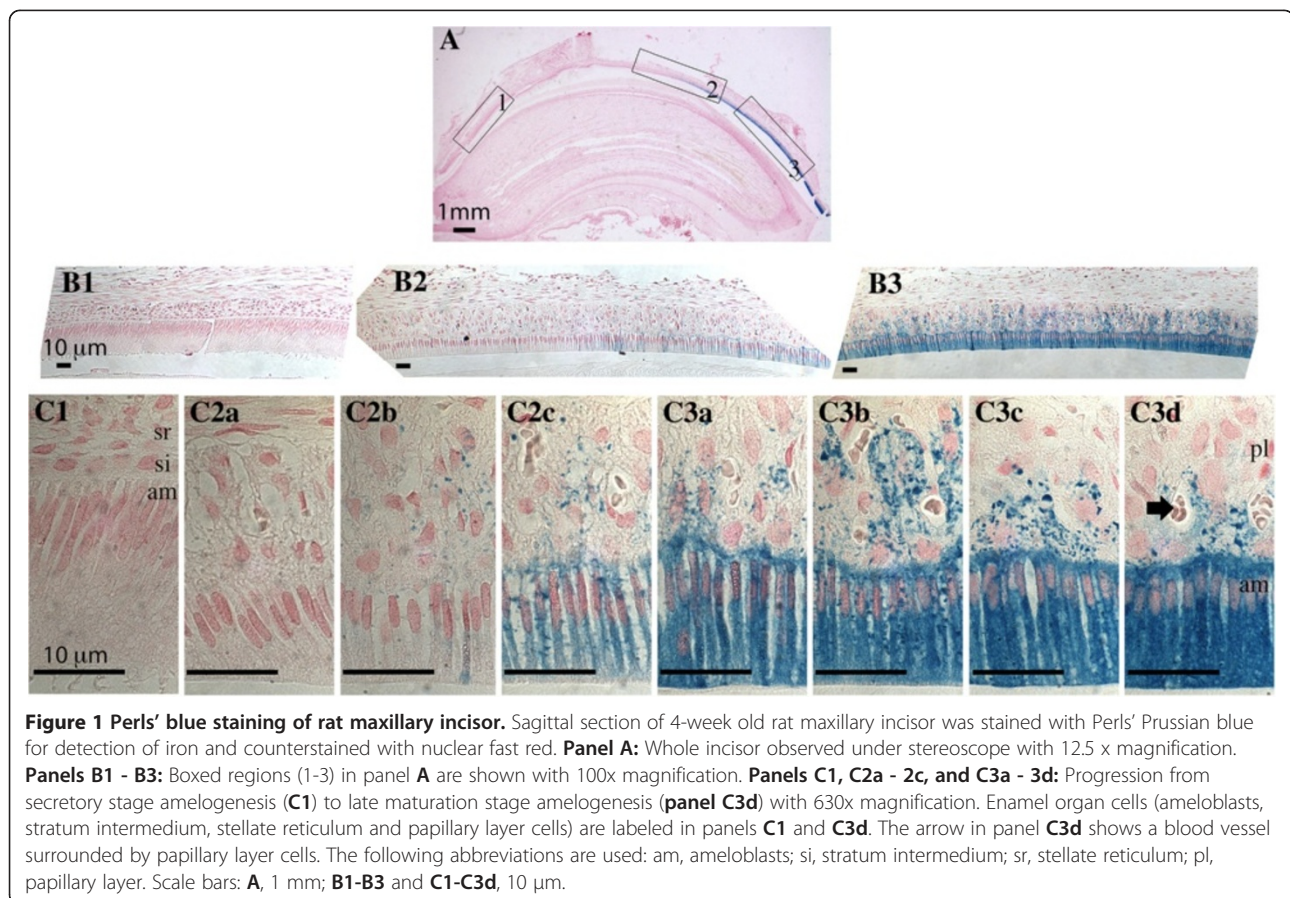 A
1
2
3
1mm
B1
B2
B3
10 µm
C1
C2a
C2b
C2c
C3a
C3b
C3c
C3d
sr
si
am
pl
am
10 µm
Figure 1 Perls' blue staining of rat maxillary incisor. Sagittal section of 4-week old rat maxillary incisor was stained with Perls' Prussian blue
for detection of iron and counterstained with nuclear fast red. Panel A: Whole incisor observed under stereoscope with 12.5 x magnification.
Panels B1 - B3: Boxed regions (1-3) in panel A are shown with 100x magnification. Panels C1, C2a - 2c, and C3a - 3d: Progression from
secretory stage amelogenesis (C1) to late maturation stage amelogenesis (panel C3d) with 630x magnification. Enamel organ cells (ameloblasts,
stratum intermedium, stellate reticulum and papillary layer cells) are labeled in panels C1 and C3d. The arrow in panel C3d shows a blood vessel
surrounded by papillary layer cells. The following abbreviations are used: am, ameloblasts; si, stratum intermedium; sr, stellate reticulum; pl,
papillary layer. Scale bars: A, 1 mm; B1-B3 and C1-C3d, 10 µm.